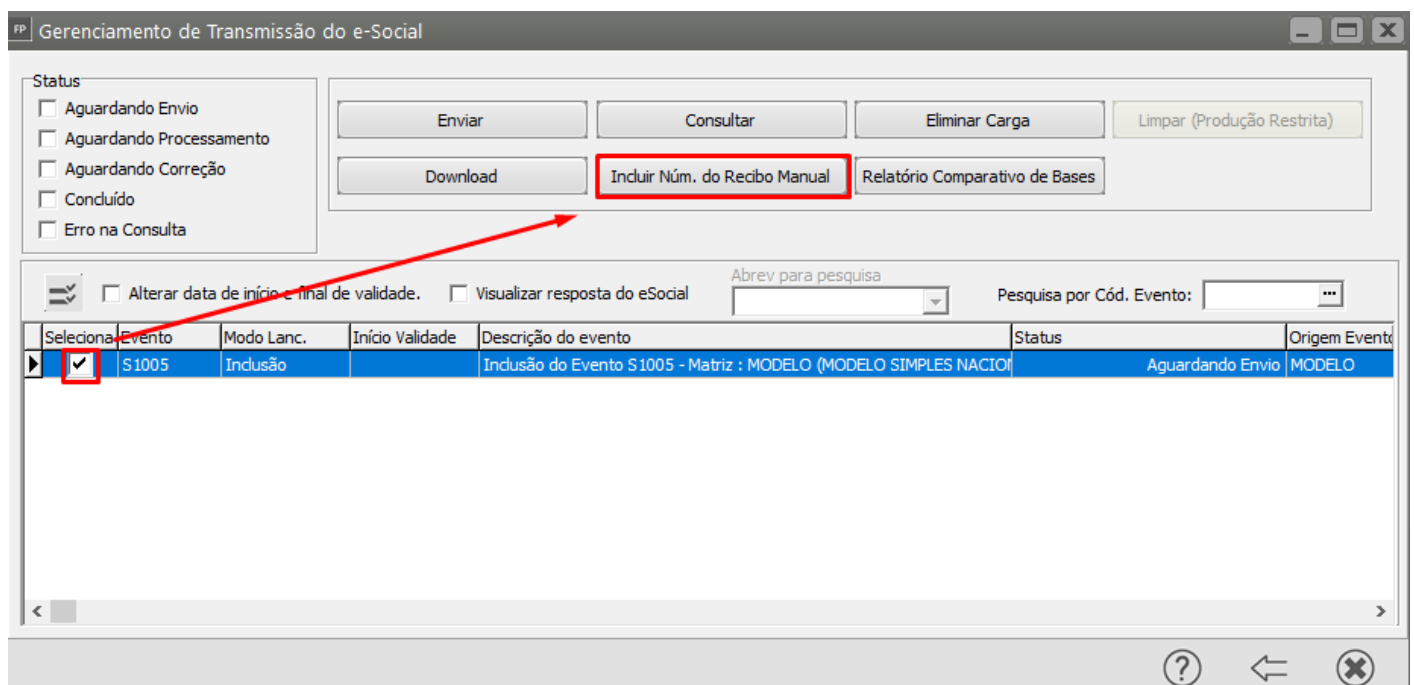 FP Gerenciamento de Transmissão do e-Social
Status
Aguardando Envio
Aguardando Processamento
Aguardando Correção
Concluído
Erro na Consulta
Enviar Consultar Eliminar Carga Limpar (Produção Restrita)
Download Incluir Núm. do Recibo Manual Relatório Comparativo de Bases
Abrev para pesquisa
Alterar data de início e final de validade. Visualizar resposta do eSocial Pesquisa por Cód. Evento: ...
Seleciona Evento Modo Lanc. Início Validade Descrição do evento Status Origem Evento
S1005 Inclusão Inclusão do Evento S1005 - Matriz : MODELO (MODELO SIMPLES NACION Aguardando Envio MODELO
?